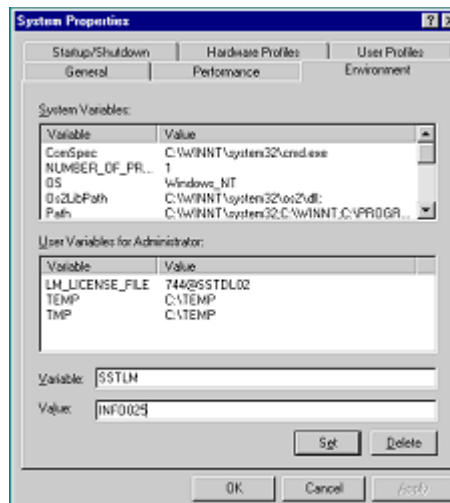 System Properties
Startup/Shutdown Hardware Profiles User Profiles
General Performance Environment
System Variables:
Variable Value
ComSpec C:\WINNT\system32\cmd.exe
NUMBER_OF_PR... 1
OS Windows_NT
Os2LibPath C:\WINNT\system32\os2\dll;
Path C:\WINNT\system32;C:\WINNT;C:\PROGR...
User Variables for Administrator:
Variable Value
LM_LICENSE_FILE 744@SSTDL02
TEMP C:\TEMP
TMP C:\TEMP
Variable: SSTLM
Value: INFO025
Set Delete
OK Cancel Apply